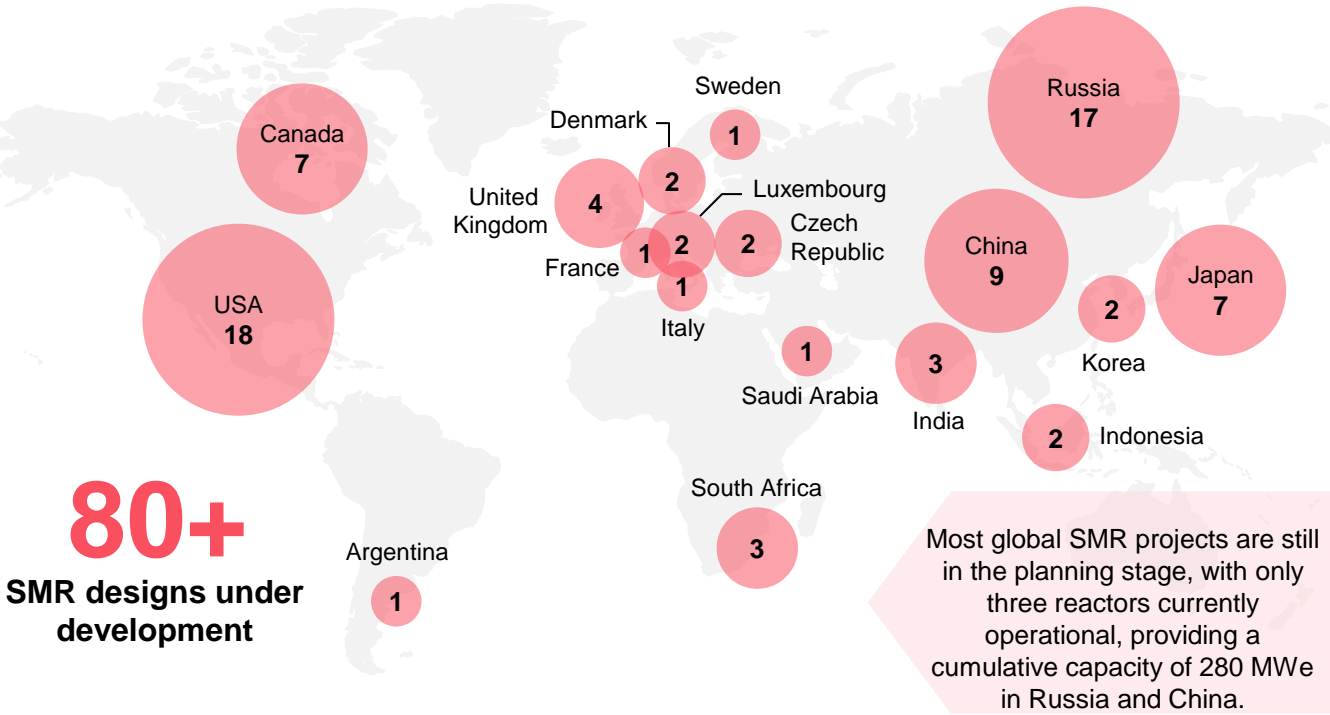 Sweden
1
Russia
17
Denmark
2
Canada
7
United
Kingdom
4
Luxembourg
2
Czech
Republic
2
France
1
Italy
1
China
9
Japan
7
Korea
2
USA
18
Saudi Arabia
1
India
3
Indonesia
2
South Africa
3
Argentina
1
80+
SMR designs under
development
Most global SMR projects are still
in the planning stage, with only
three reactors currently
operational, providing a
cumulative capacity of 280 MWe
in Russia and China.